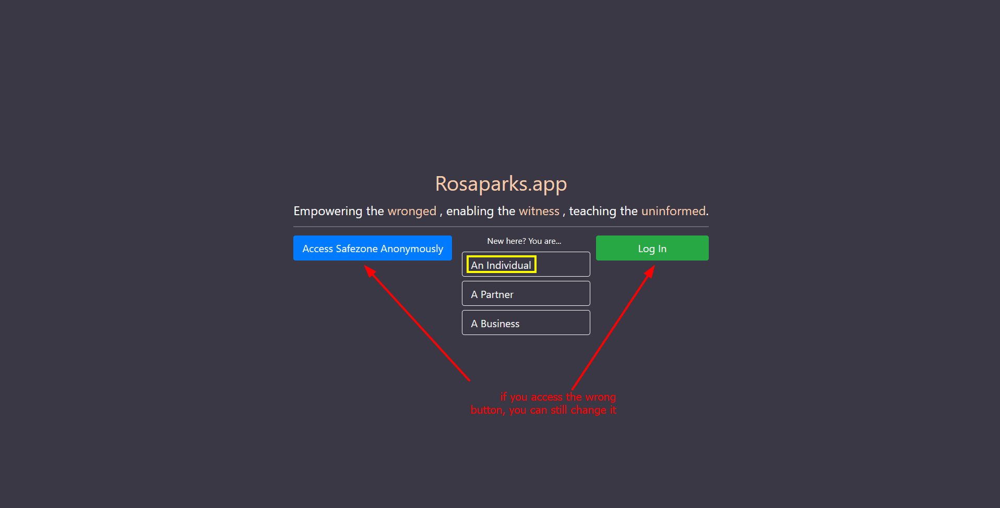 Rosaparks.app
Empowering the wronged , enabling the witness , teaching the uninformed.
Access Safezone Anonymously
New here? You are...
An Individual
A Partner
A Business
Log In
if you access the wrong
button, you can still change it